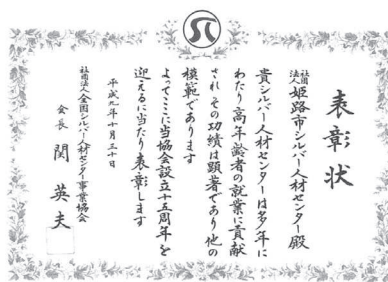 表彰状
社団法人姫路市シルバー人材センター殿
貴シルバー人材センターは多年に
わたり高年齢者の就業に貢献
されその功績は顕著であり他の
模範であります
よってここに当協会設立十五周年を
迎えるに当たり表彰します
平成九年十月三十日
社団法人全国シルバー人材センター事業協会
会長 関英夫